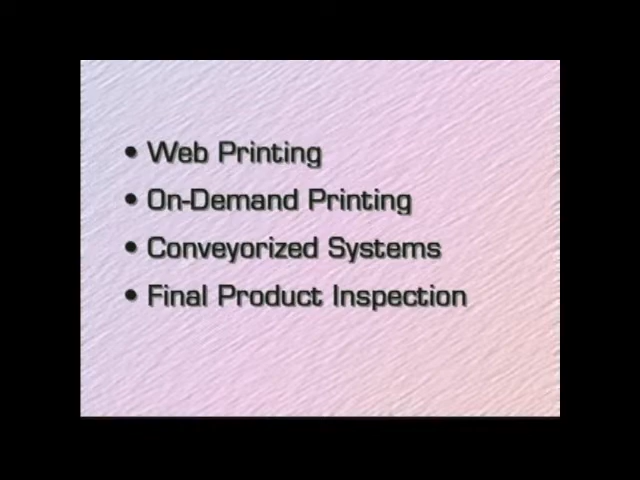 • Web Printing
• On-Demand Printing
• Conveyorized Systems
• Final Product Inspection